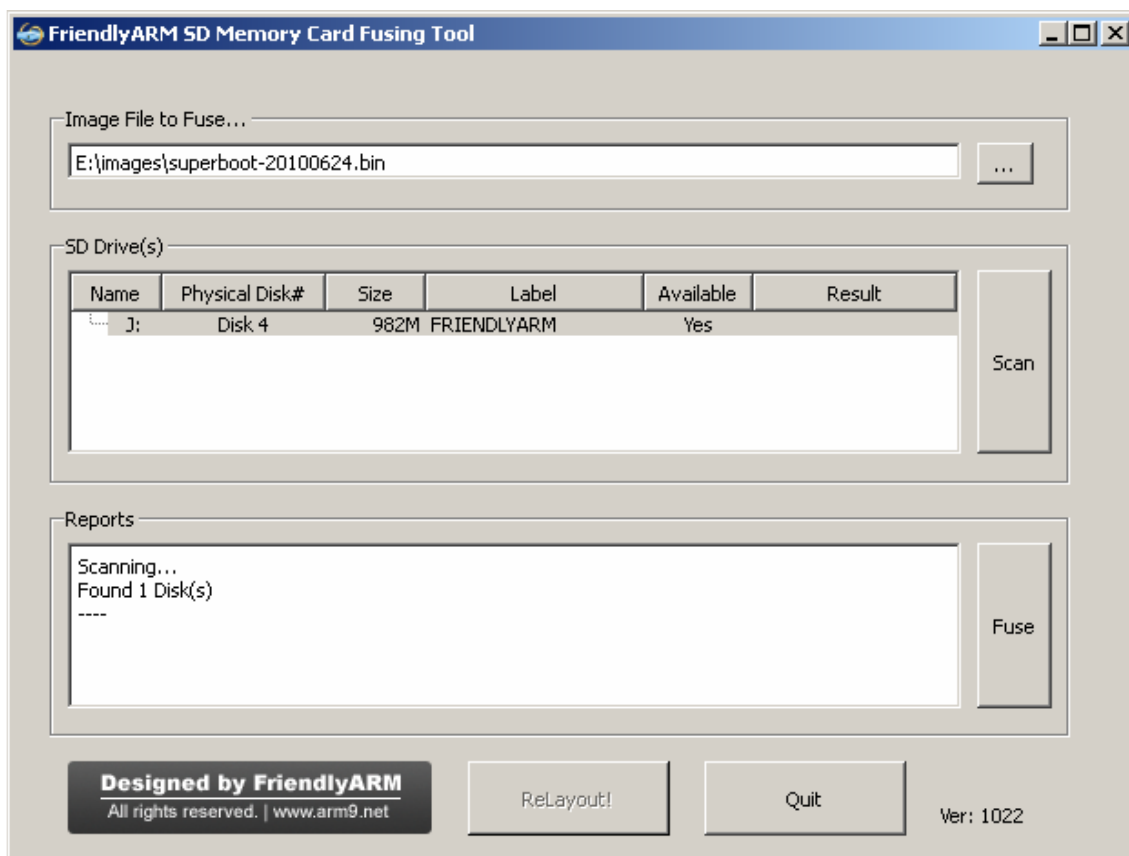 FriendlyARM SD Memory Card Fusing Tool
Image File to Fuse...
E:\images\superboot-20100624.bin
...
SD Drive(s)
Name Physical Disk# Size Label Available Result
J: Disk 4 982M FRIENDLYARM Yes
Scan
Reports
Scanning...
Found 1 Disk(s)
----
Fuse
Designed by FriendlyARM
All rights reserved. | www.arm9.net
ReLayout!
Quit
Ver: 1022